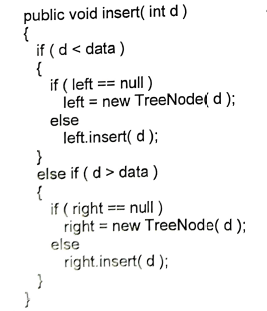 public void insert( int d )
{
if ( d < data )
{
if ( left == null )
left = new TreeNode( d );
else
left.insert( d );
}
else if ( d > data )
{
if ( right == null )
right = new TreeNode( d );
else
right.insert( d );
}
}